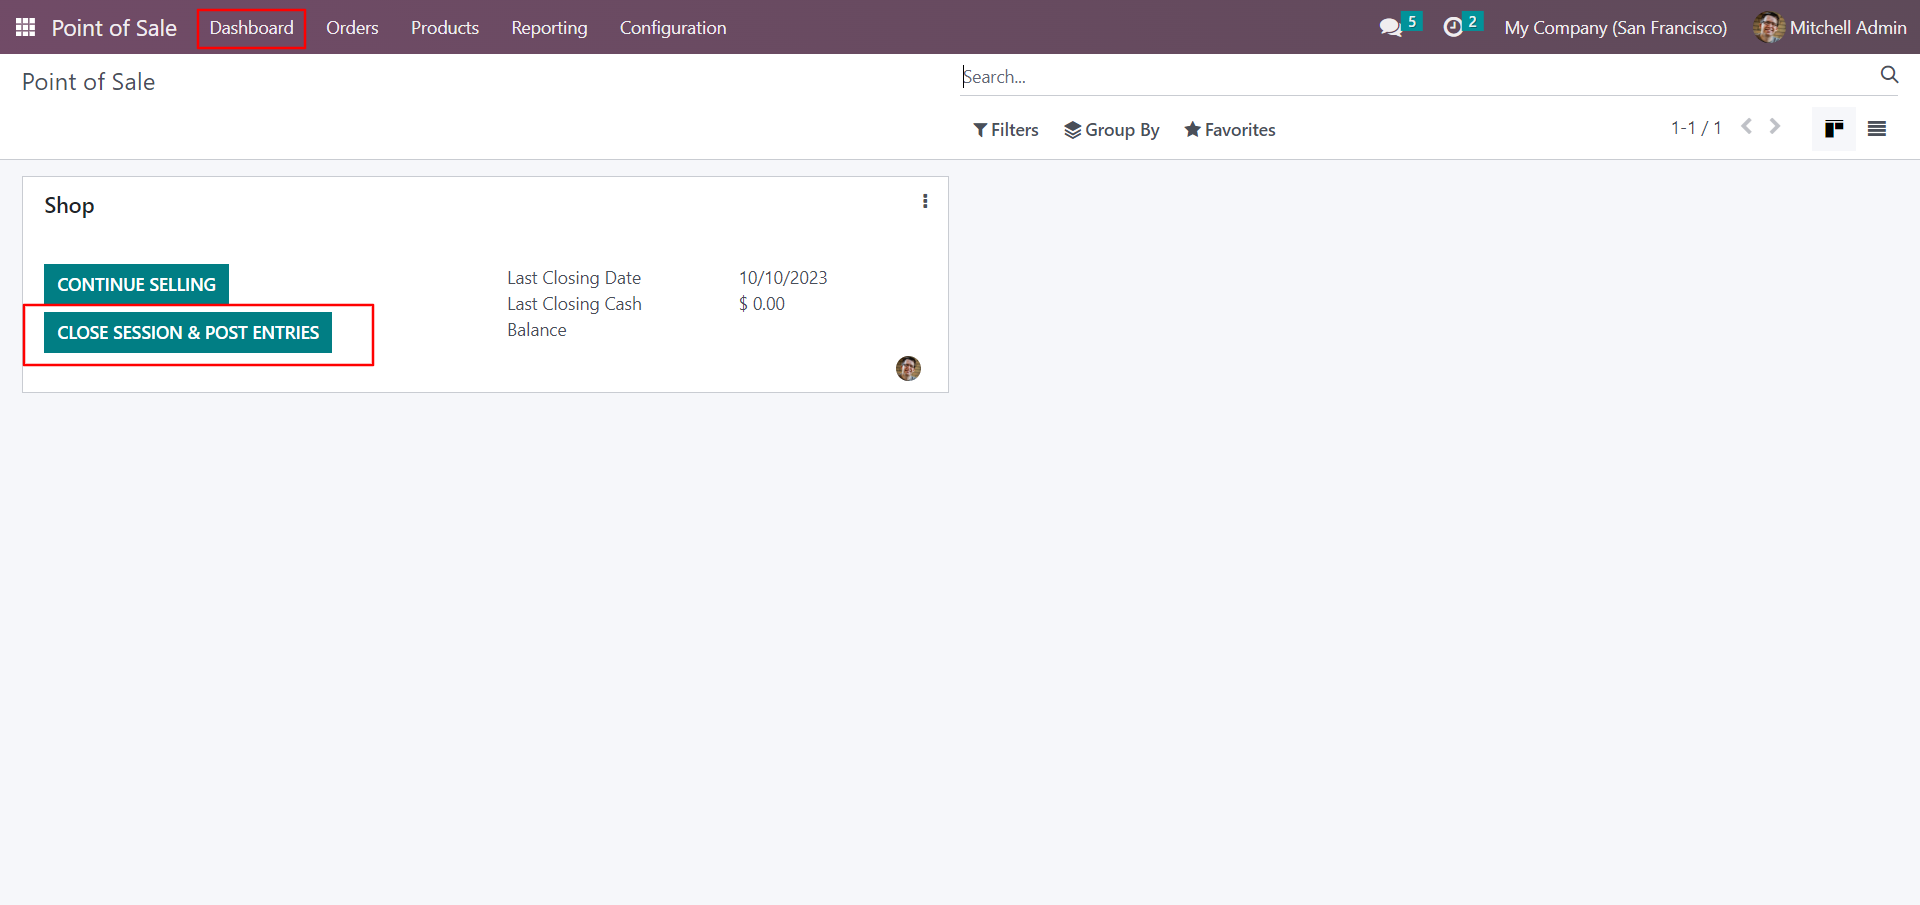 Point of Sale Dashboard Orders Products Reporting Configuration 5 2 My Company (San Francisco) Mitchell Admin
Point of Sale
Search...
Filters Group By Favorites 1-1 / 1
Shop
CONTINUE SELLING
CLOSE SESSION & POST ENTRIES
Last Closing Date 10/10/2023
Last Closing Cash $ 0.00
Balance